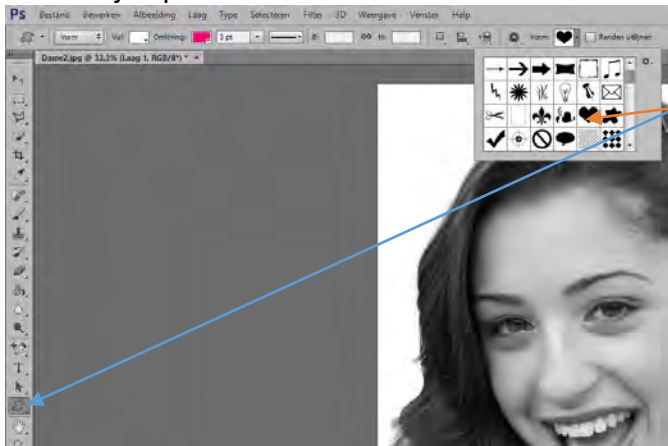 PS Bestand Bewerken Afbeelding Laag Type Selecteren Filter 3D Weergave Venster Help
Vorm Vul: Omlijning: 3 pt B: H: Vorm: Randen uitlijnen
Dame2.jpg @ 33,3% (Laag 1, RGB/8*) * ×
T